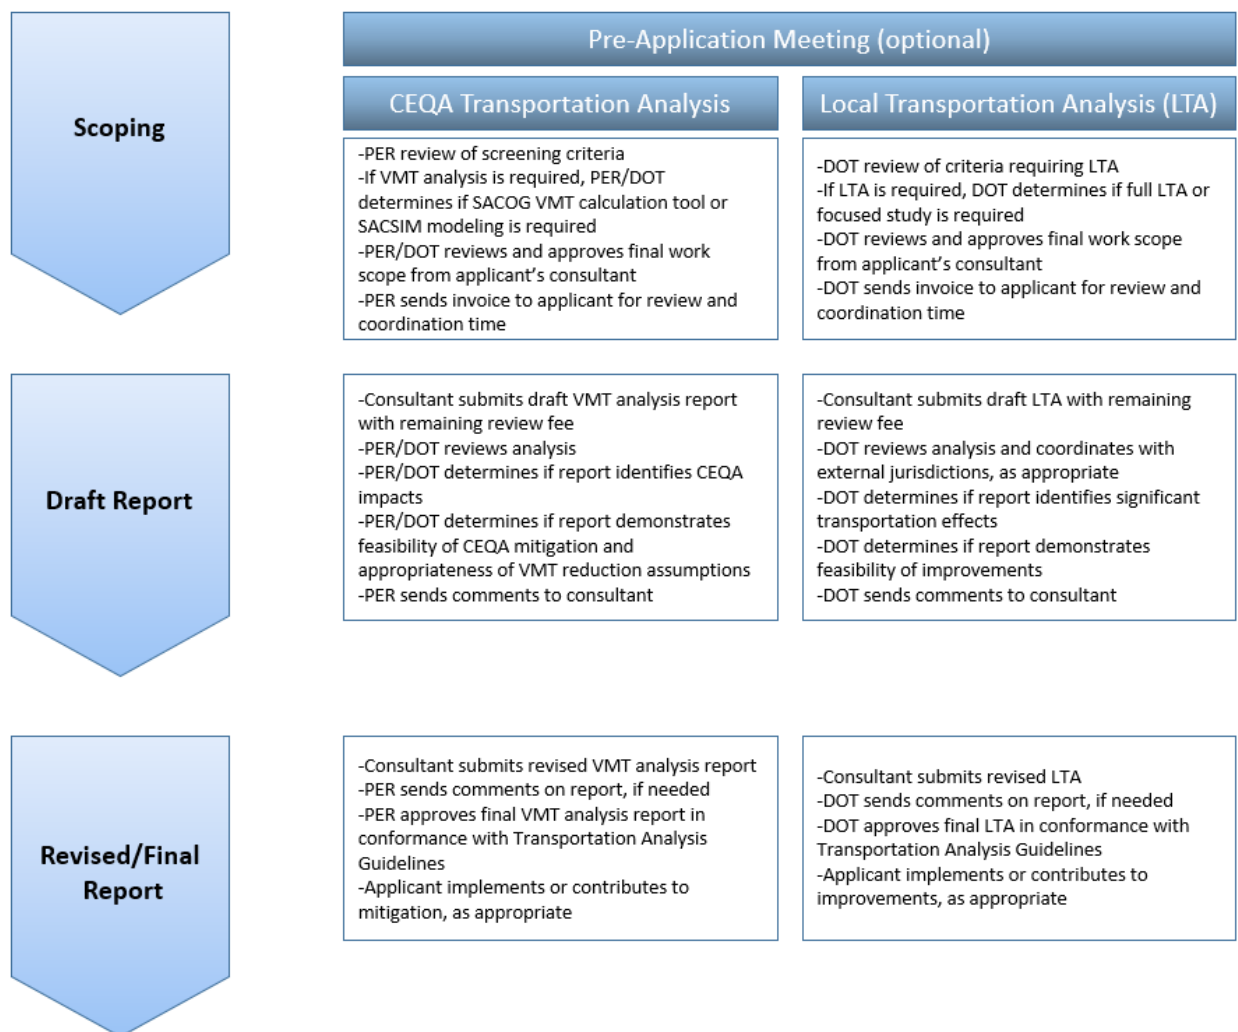 Scoping
Pre-Application Meeting (optional)
CEQA Transportation Analysis
-PER review of screening criteria
-If VMT analysis is required, PER/DOT
determines if SACOG VMT calculation tool or
SACSIM modeling is required
-PER/DOT reviews and approves final work
scope from applicant's consultant
-PER sends invoice to applicant for review and
coordination time
Local Transportation Analysis (LTA)
-DOT review of criteria requiring LTA
-If LTA is required, DOT determines if full LTA or
focused study is required
-DOT reviews and approves final work scope
from applicant's consultant
-DOT sends invoice to applicant for review and
coordination time
Draft Report
-Consultant submits draft VMT analysis report
with remaining review fee
-PER/DOT reviews analysis
-PER/DOT determines if report identifies CEQA
impacts
-PER/DOT determines if report demonstrates
feasibility of CEQA mitigation and
appropriateness of VMT reduction assumptions
-PER sends comments to consultant
-Consultant submits draft LTA with remaining
review fee
-DOT reviews analysis and coordinates with
external jurisdictions, as appropriate
-DOT determines if report identifies significant
transportation effects
-DOT determines if report demonstrates
feasibility of improvements
-DOT sends comments to consultant
Revised/Final
Report
-Consultant submits revised VMT analysis report
-PER sends comments on report, if needed
-PER approves final VMT analysis report in
conformance with Transportation Analysis
Guidelines
-Applicant implements or contributes to
mitigation, as appropriate
-Consultant submits revised LTA
-DOT sends comments on report, if needed
-DOT approves final LTA in conformance with
Transportation Analysis Guidelines
-Applicant implements or contributes to
improvements, as appropriate